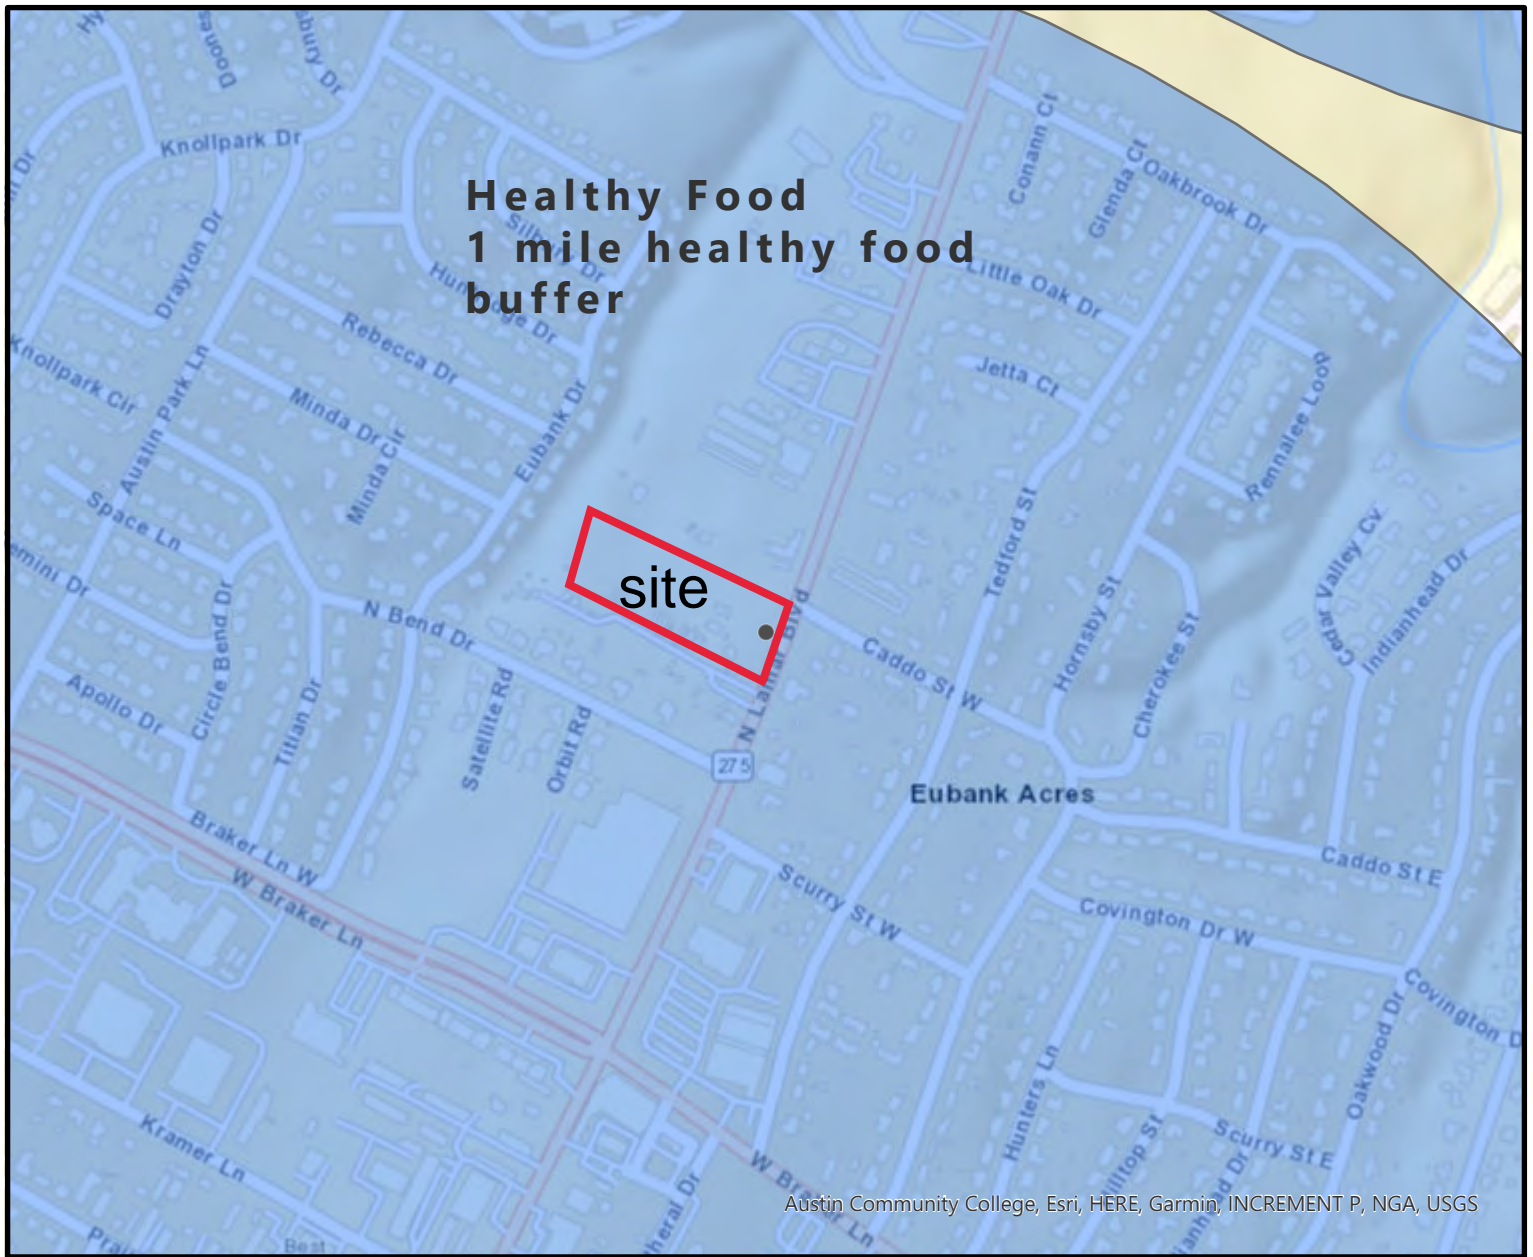 Knollpark Dr
Drayton Dr
Healthy Food
1 mile healthy food
buffer
Conann Ct
Glenda Ct
Oakbrook Dr
Little Oak Dr
Jetta Ct
Rennalee Loop
Rebecca Dr
Knollpark Cir
Austin Park Ln
Minda Dr
Minda Cir
Eubank Dr
Space Ln
Circle Bend Dr
N Bend Dr
site
N Lamar Blvd
Tedford St
Hornsby St
Cherokee St
Cedar Valley Cv
Indianhead Dr
Caddo St W
Apollo Dr
Titian Dr
Satellite Rd
Orbit Rd
275
Eubank Acres
Braker Ln W
W Braker Ln
Scurry St W
Caddo St E
Covington Dr W
Covington D
Oakwood Dr
Hunters Ln
Scurry St E
Kramer Ln
W Braker Ln
Austin Community College, Esri, HERE, Garmin, INCREMENT P, NGA, USGS
Best